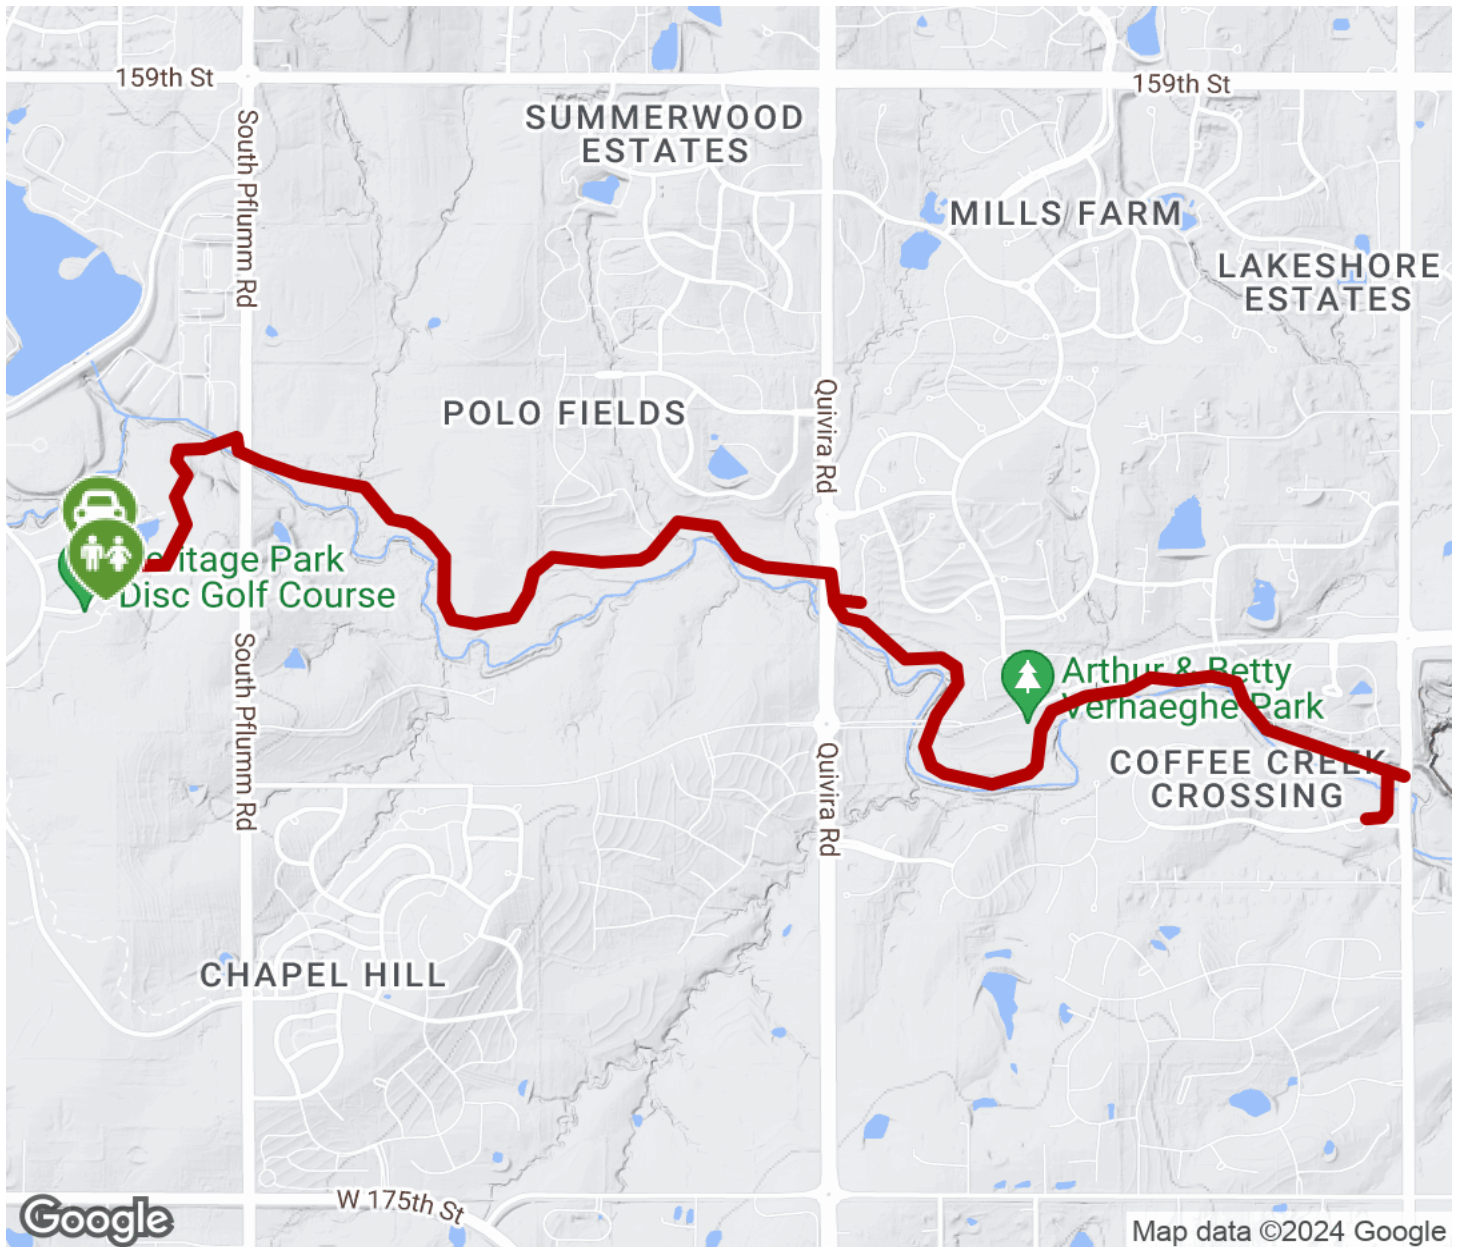 159th St
159th St
South Pflumm Rd
SUMMERWOOD
ESTATES
MILLS FARM
LAKESHORE
ESTATES
POLO FIELDS
Quivira Rd
Heritage Park
Disc Golf Course
South Pflumm Rd
Arthur & Betty
Verhaeghe Park
COFFEE CREEK
CROSSING
Quivira Rd
CHAPEL HILL
W 175th St
Google
Map data ©2024 Google